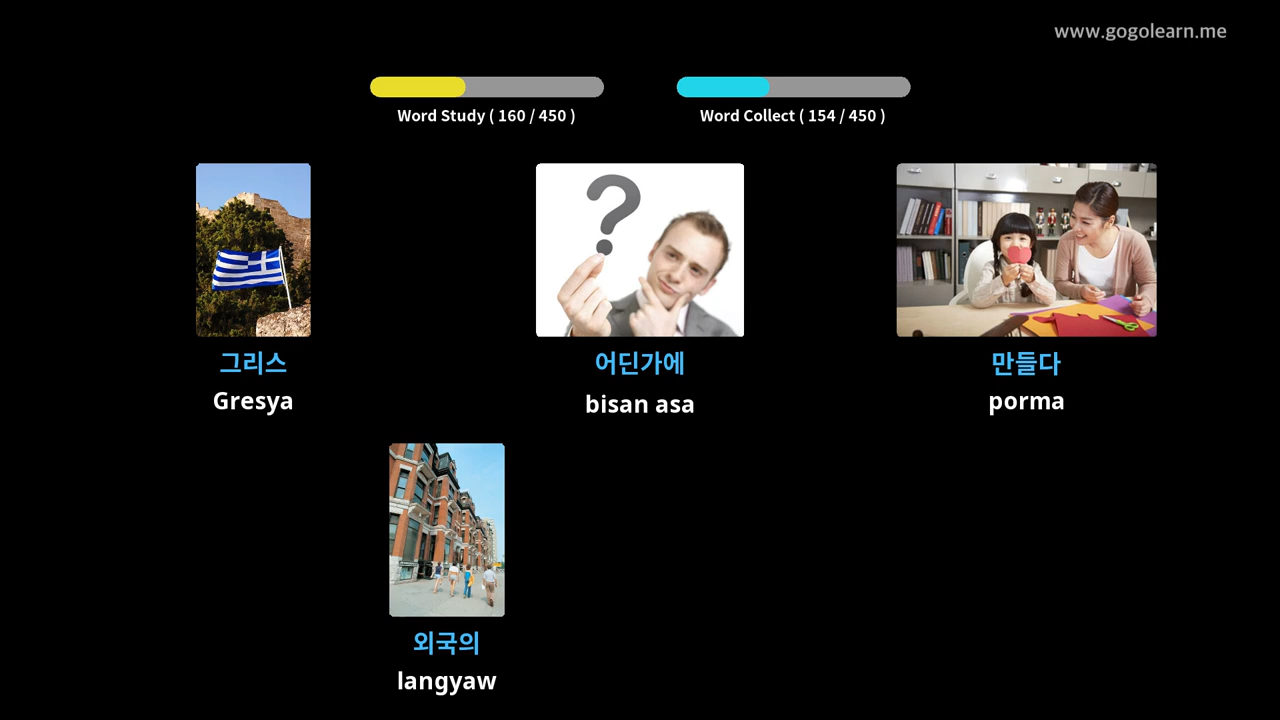 www.gogolearn.me
Word Study ( 160 / 450 )
Word Collect ( 154 / 450 )
그리스
Gresya
어딘가에
bisan asa
만들다
porma
외국의
langyaw